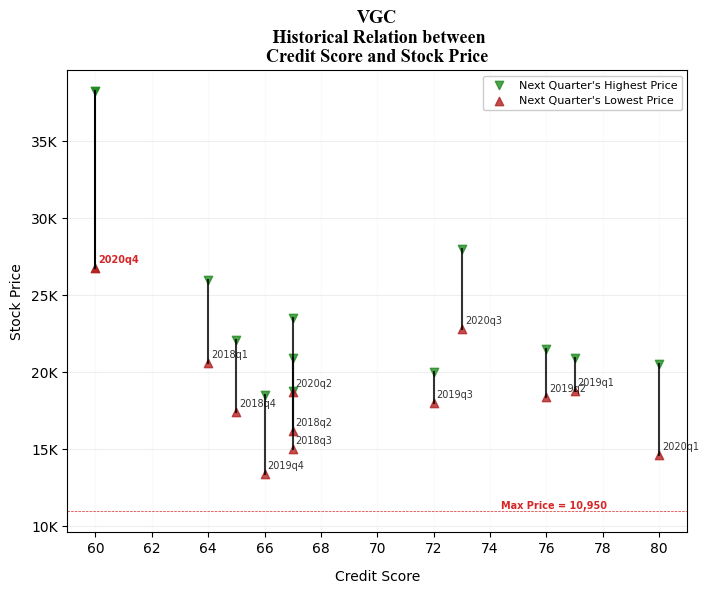 VGC
Historical Relation between
Credit Score and Stock Price
Next Quarter's Highest Price
Next Quarter's Lowest Price
Stock Price
35K
30K
25K
20K
15K
10K
2020q4
2018q1
2018q4
2019q4
2020q2
2018q2
2018q3
2019q3
2020q3
2019q2
2019q1
2020q1
Max Price = 10,950
60 62 64 66 68 70 72 74 76 78 80
Credit Score